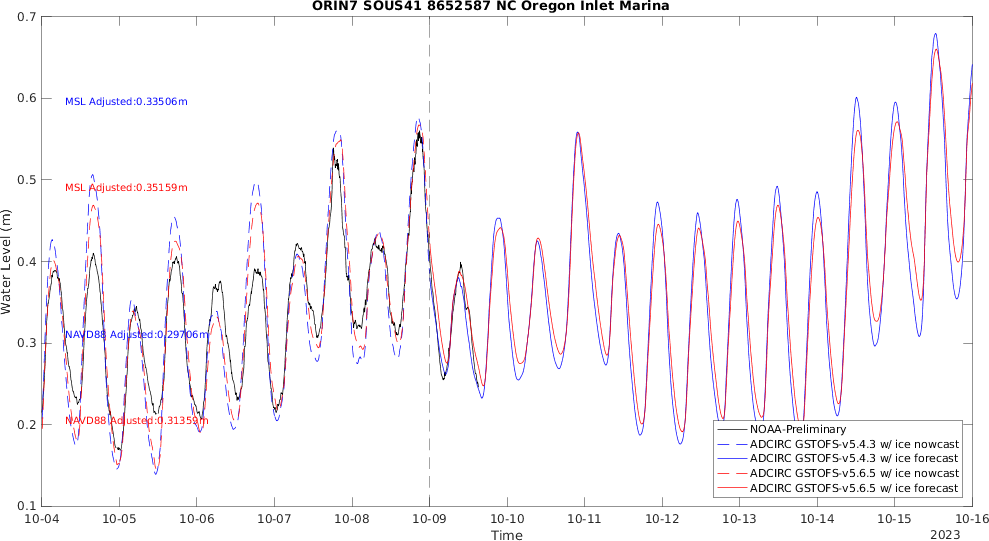 ORIN7 SOUS41 8652587 NC Oregon Inlet Marina
0.7
0.6
0.5
0.4
0.3
0.2
0.1
Water Level (m)
MSL Adjusted:0.33506m
MSL Adjusted:0.35159m
NAVD88 Adjusted:0.29706m
NAVD88 Adjusted:0.31359m
NOAA-Preliminary
ADCIRC GSTOFS-v5.4.3 w/ ice nowcast
ADCIRC GSTOFS-v5.4.3 w/ ice forecast
ADCIRC GSTOFS-v5.6.5 w/ ice nowcast
ADCIRC GSTOFS-v5.6.5 w/ ice forecast
10-04 10-05 10-06 10-07 10-08 10-09 10-10 10-11 10-12 10-13 10-14 10-15 10-16
Time
2023